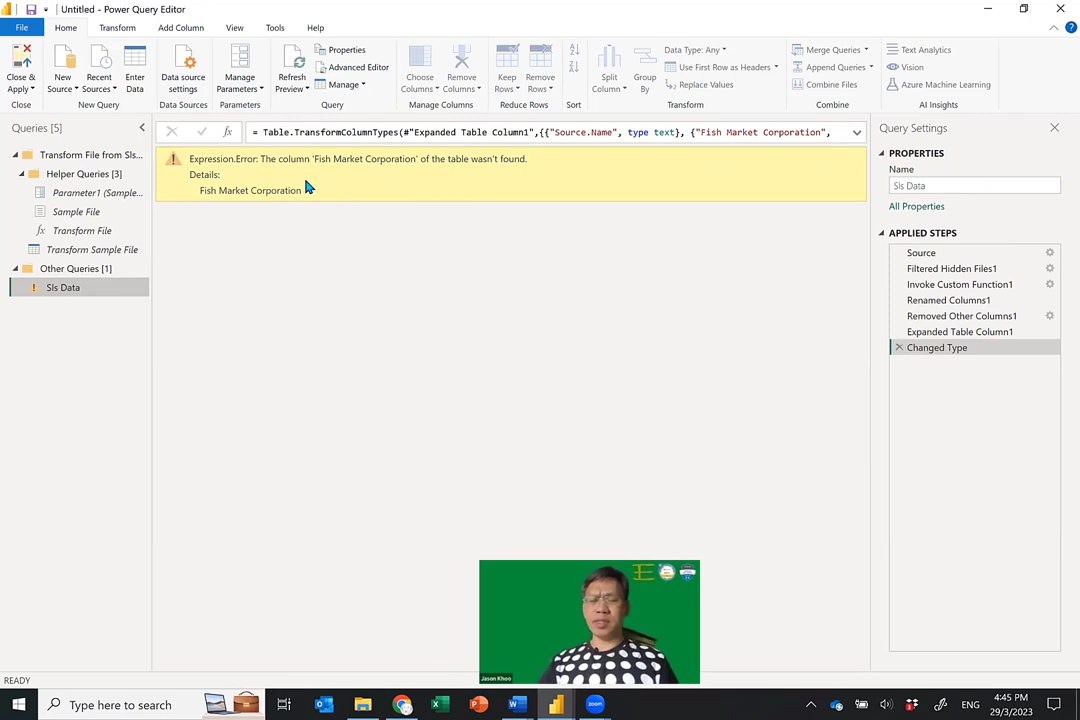 Untitled - Power Query Editor
File
Home
Transform
Add Column
View
Tools
Help
Close &
Apply
New
Source
Recent
Sources
Enter
Data
Data source
settings
Manage
Parameters
Refresh
Preview
Properties
Advanced Editor
Manage
Choose
Columns
Remove
Columns
Keep
Rows
Remove
Rows
Split
Column
Group
By
Data Type: Any
Use First Row as Headers
Replace Values
Merge Queries
Append Queries
Combine Files
Text Analytics
Vision
Azure Machine Learning
Close
New Query
Data Sources
Parameters
Query
Manage Columns
Reduce Rows
Sort
Transform
Combine
AI Insights
Queries [5]
Transform File from Sls...
Helper Queries [3]
Parameter1 (Sample...
Sample File
fx Transform File
Transform Sample File
Other Queries [1]
Sls Data
fx
= Table.TransformColumnTypes(#"Expanded Table Column1",{{"Source.Name", type text}, {"Fish Market Corporation",
Expression.Error: The column 'Fish Market Corporation' of the table wasn't found.
Details:
Fish Market Corporation
Query Settings
PROPERTIES
Name
Sls Data
All Properties
APPLIED STEPS
Source
Filtered Hidden Files1
Invoke Custom Function1
Renamed Columns1
Removed Other Columns1
Expanded Table Column1
Changed Type
Jasen Khoo
READY
Type here to search
zoom
ENG
4:45 PM
29/3/2023